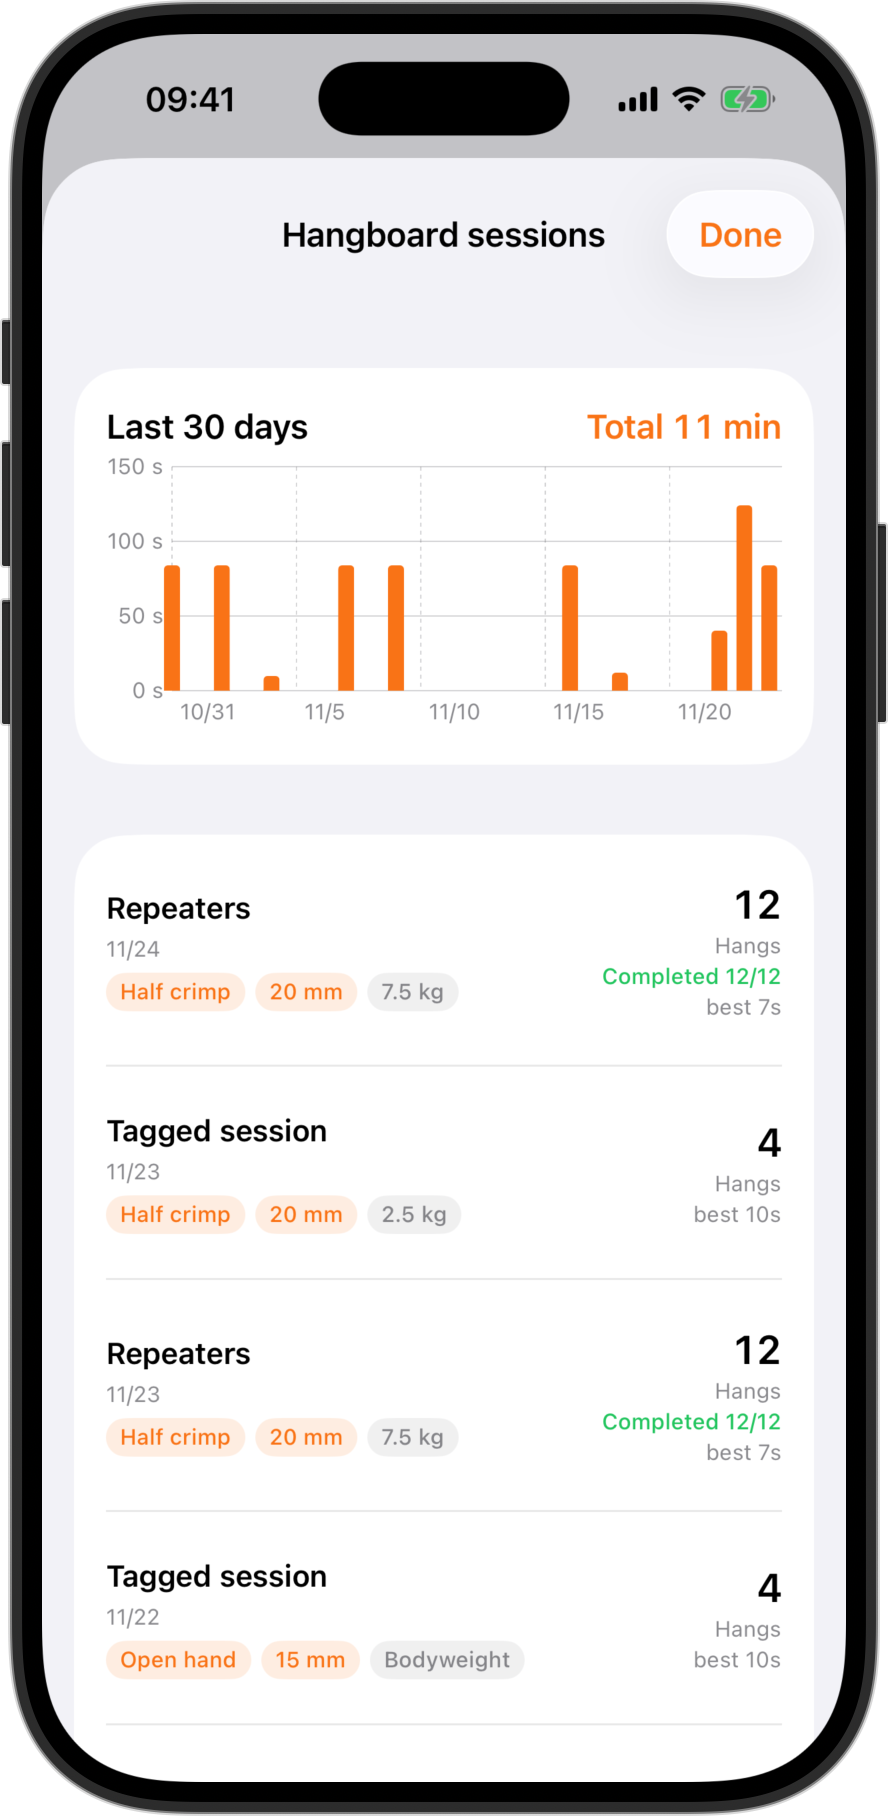 09:41
Hangboard sessions
Done
Last 30 days
Total 11 min
150 s
100 s
50 s
0 s
10/31 11/5 11/10 11/15 11/20
Repeaters
11/24
Half crimp 20 mm 7.5 kg
12
Hangs
Completed 12/12
best 7s
Tagged session
11/23
Half crimp 20 mm 2.5 kg
4
Hangs
best 10s
Repeaters
11/23
Half crimp 20 mm 7.5 kg
12
Hangs
Completed 12/12
best 7s
Tagged session
11/22
Open hand 15 mm Bodyweight
4
Hangs
best 10s